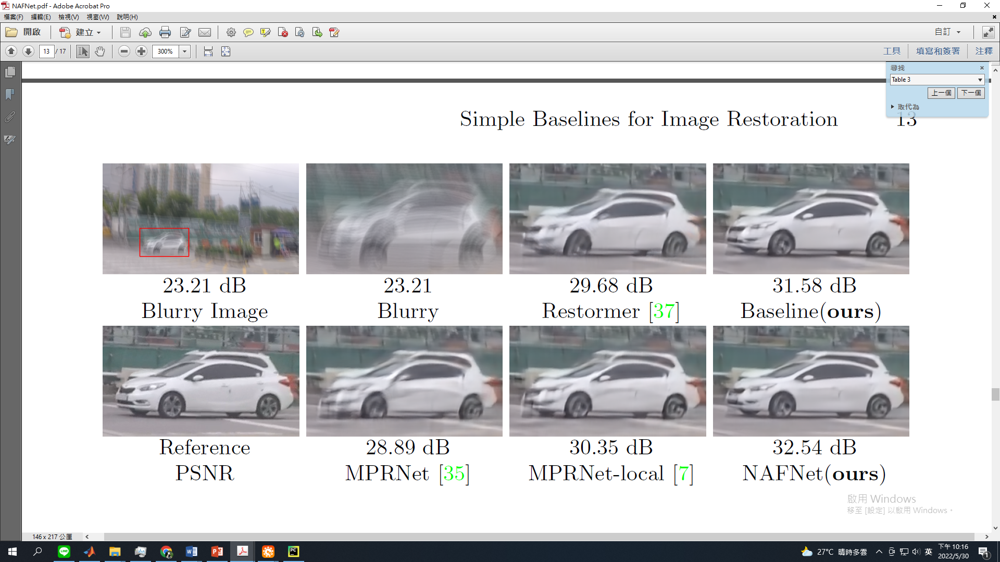 NAFNet.pdf - Adobe Acrobat Pro
檔案(F) 編輯(E) 檢視(V) 視窗(W) 說明(H)
開啟 建立 自訂
13 / 17 300% 工具 填寫和簽署 注釋
尋找
Table 3
上一個 下一個
取代為
Simple Baselines for Image Restoration 13
23.21 dB 23.21 29.68 dB 31.58 dB
Blurry Image Blurry Restormer [37] Baseline(ours)
Reference 28.89 dB 30.35 dB 32.54 dB
PSNR MPRNet [35] MPRNet-local [7] NAFNet(ours)
啟用 Windows
移至 [設定] 以啟用 Windows。
146 x 217 公厘
LINE W P PC 27°C 晴時多雲 英 下午 10:16
2022/5/30 1